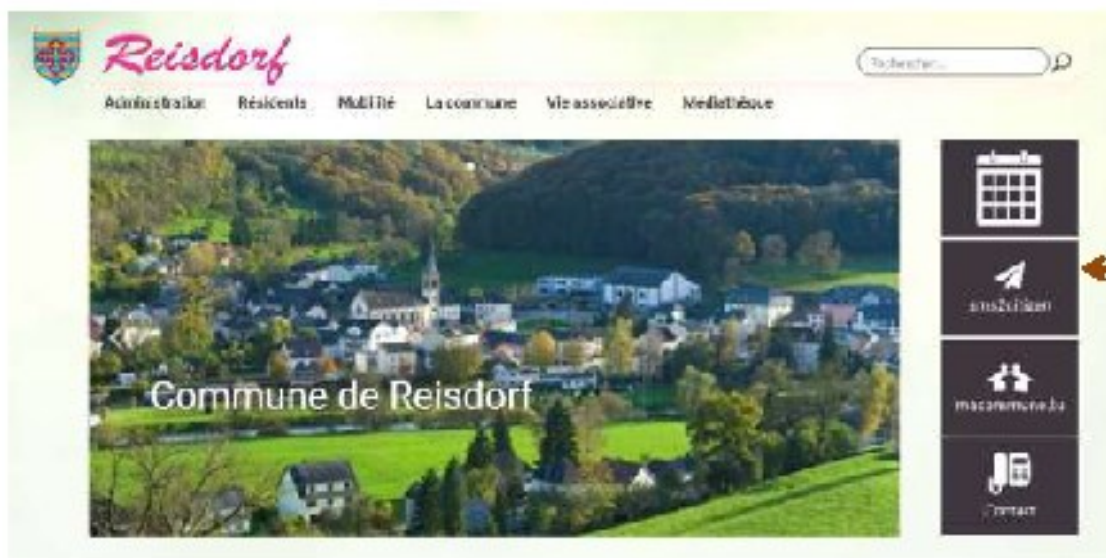 Reisdorf
Rechercher...
Administration Résidents Mobilité La commune Vie associative Médiathèque
Commune de Reisdorf
sms2citizen
macommune.lu
Contact